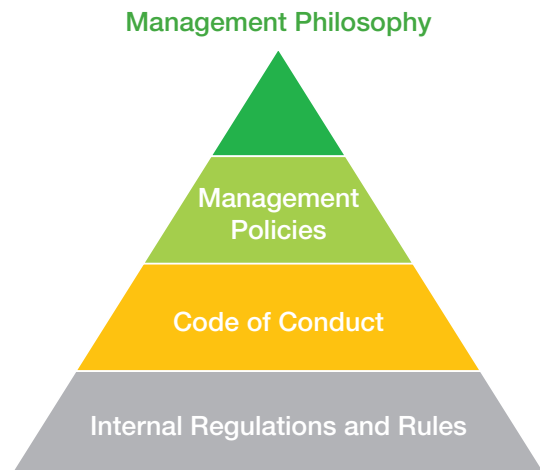 Management Philosophy
Management
Policies
Code of Conduct
Internal Regulations and Rules